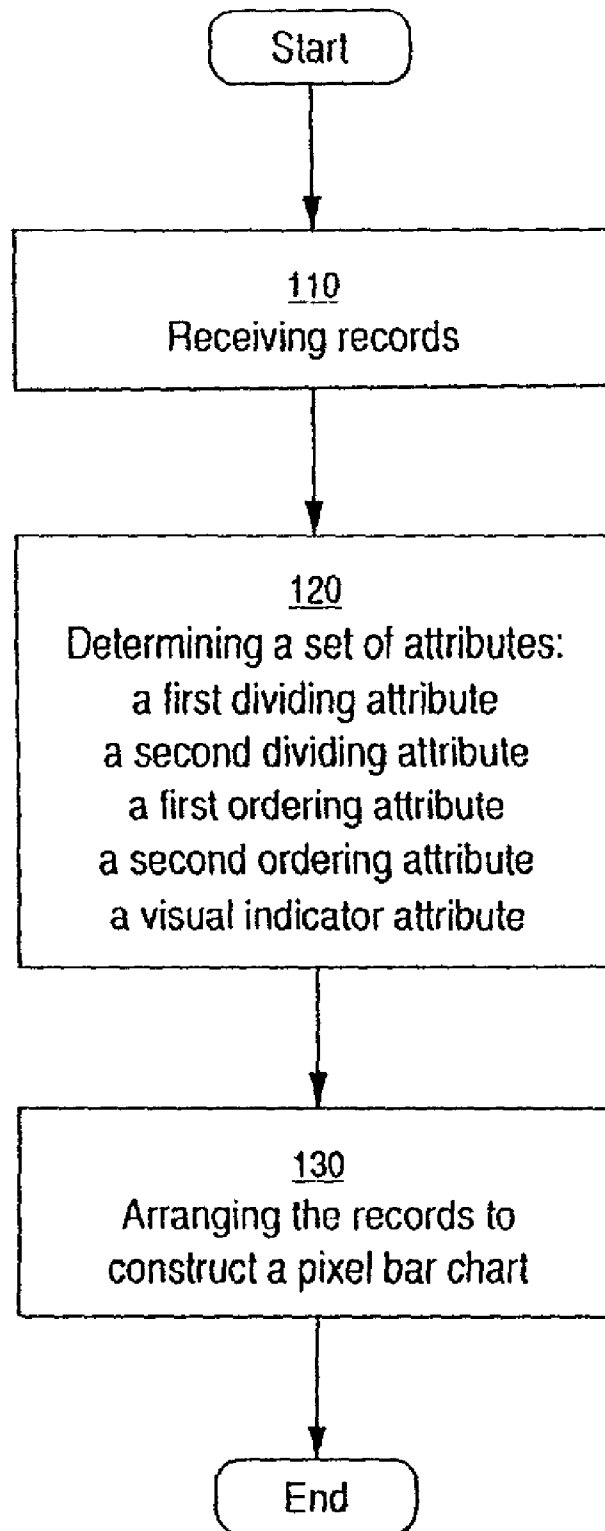 Start
110
Receiving records
120
Determining a set of attributes:
a first dividing attribute
a second dividing attribute
a first ordering attribute
a second ordering attribute
a visual indicator attribute
130
Arranging the records to
construct a pixel bar chart
End